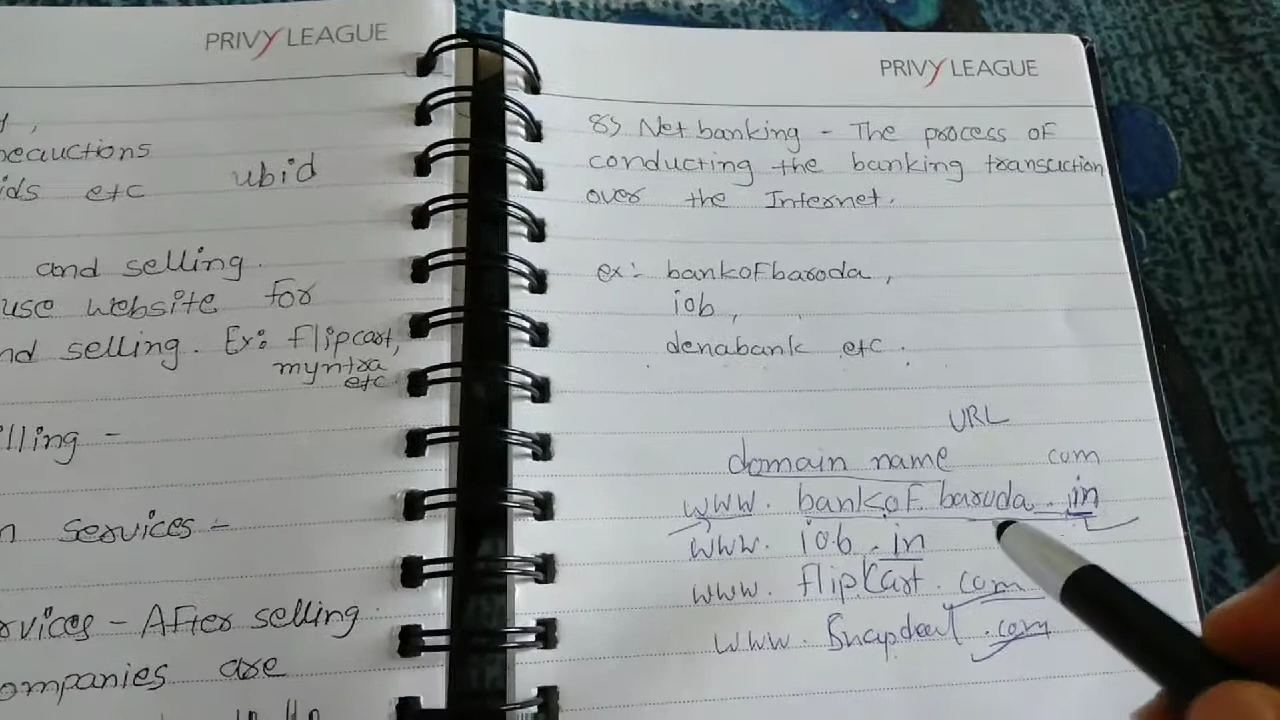 PRIVY LEAGUE
eauctions
ids etc ubid
and selling.
use website for
nd selling. Ex: flipcart,
myntra
etc
illing -
n services -
rvices - After selling
ompanies are
PRIVY LEAGUE
8) Net banking - The process of
conducting the banking transaction
over the Internet.
ex:- bankofbaroda,
iob,
denabank etc.
URL
domain name com
www. bankof baroda.in
www. iob.in
www. flipkart.com
www. Snapdeal.com